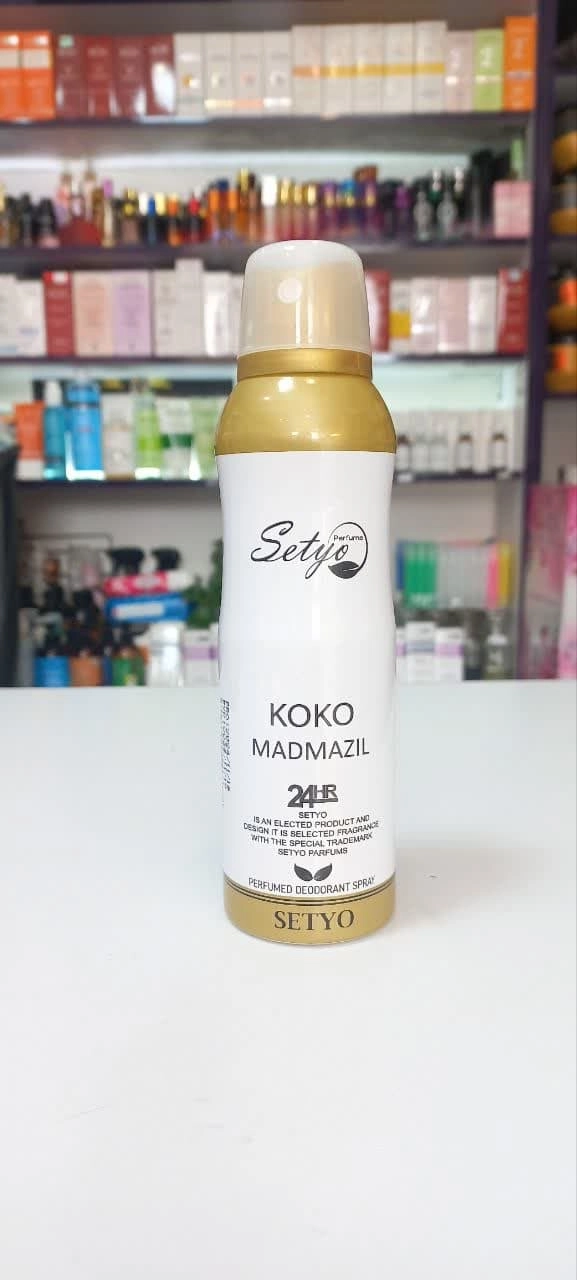 Setyo
Perfume
KOKO
MADMAZIL
24HR
SETYO
IS AN ELECTED PRODUCT AND
DESIGN IT IS SELECTED FRAGRANCE
WITH THE SPECIAL TRADEMARK
SETYO PARFUMS
PERFUMED DEODORANT SPRAY
SETYO